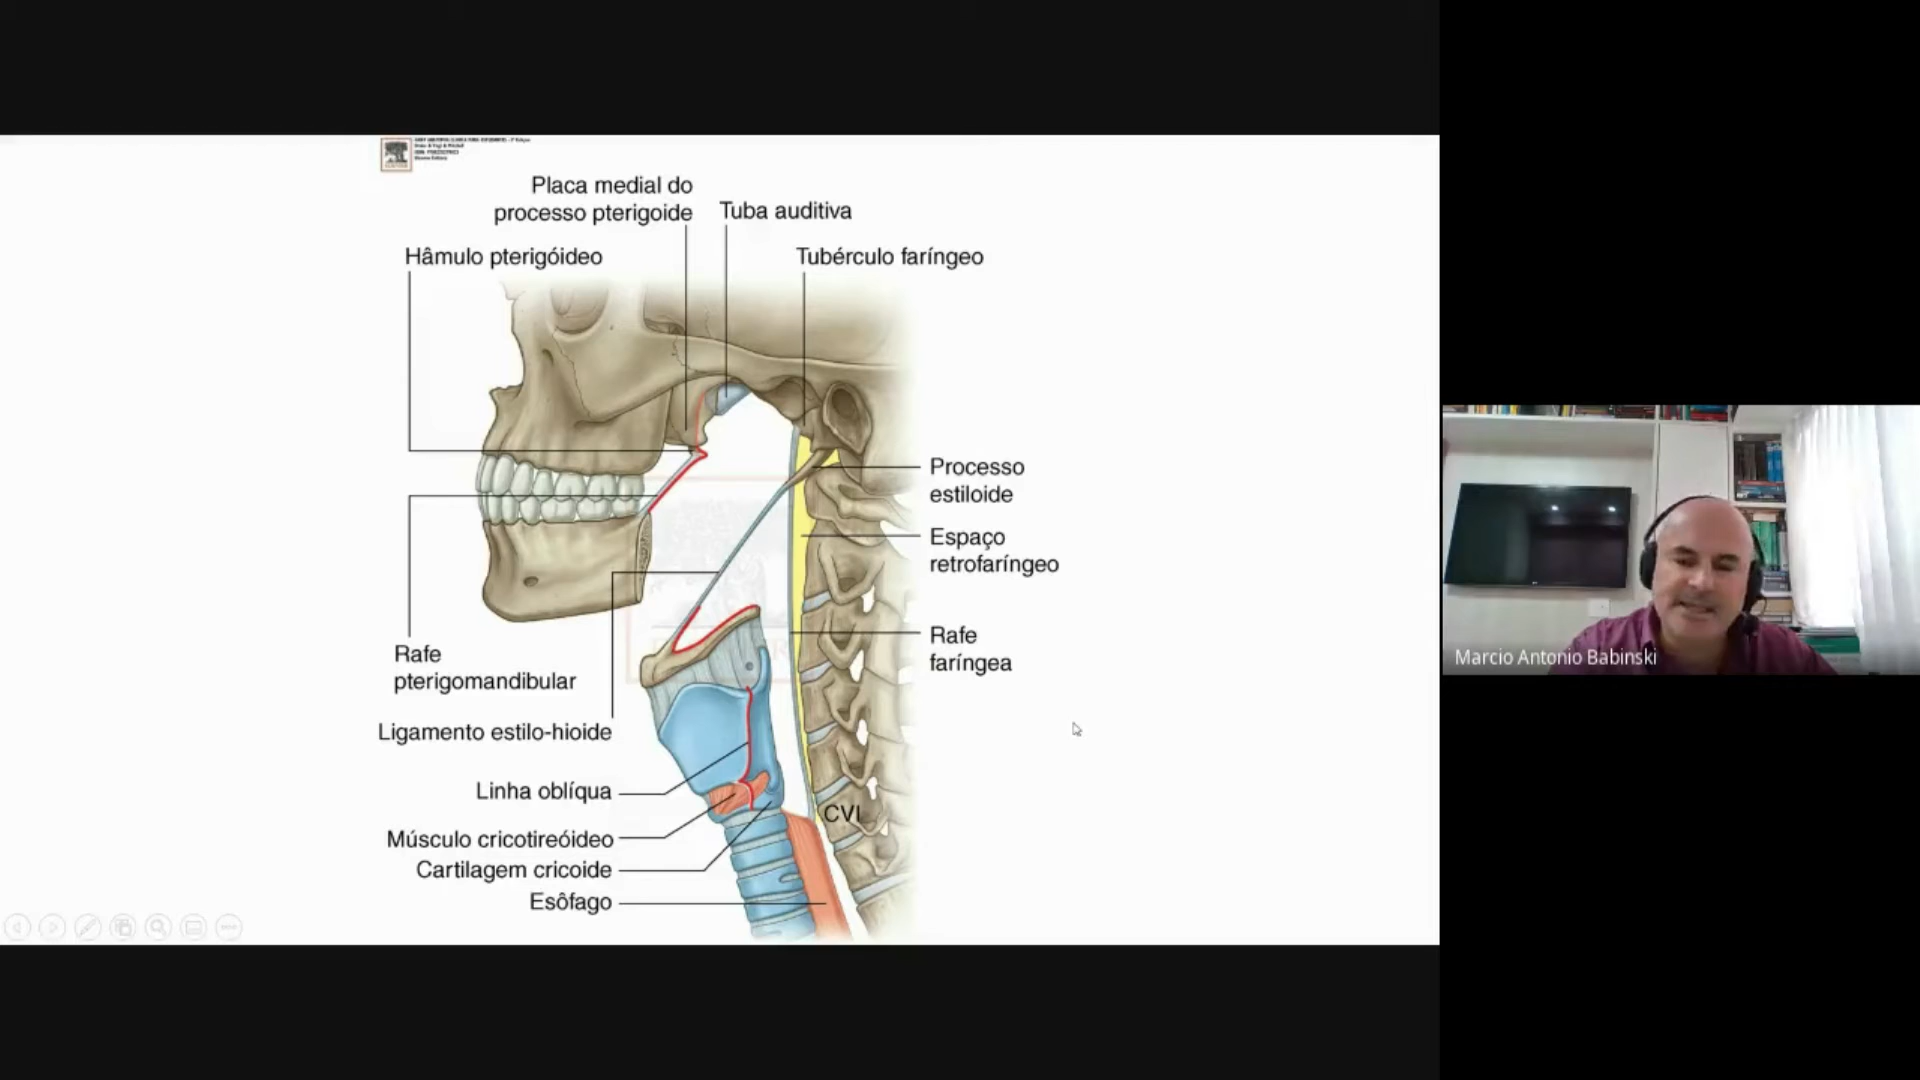 Placa medial do
processo pterigoide
Tuba auditiva
Hâmulo pterigóideo
Tubérculo faríngeo
Processo
estiloide
Espaço
retrofaríngeo
Rafe
faríngea
Rafe
pterigomandibular
Ligamento estilo-hioide
Linha oblíqua
CVI
Músculo cricotireóideo
Cartilagem cricoide
Esôfago
Marcio Antonio Babinski